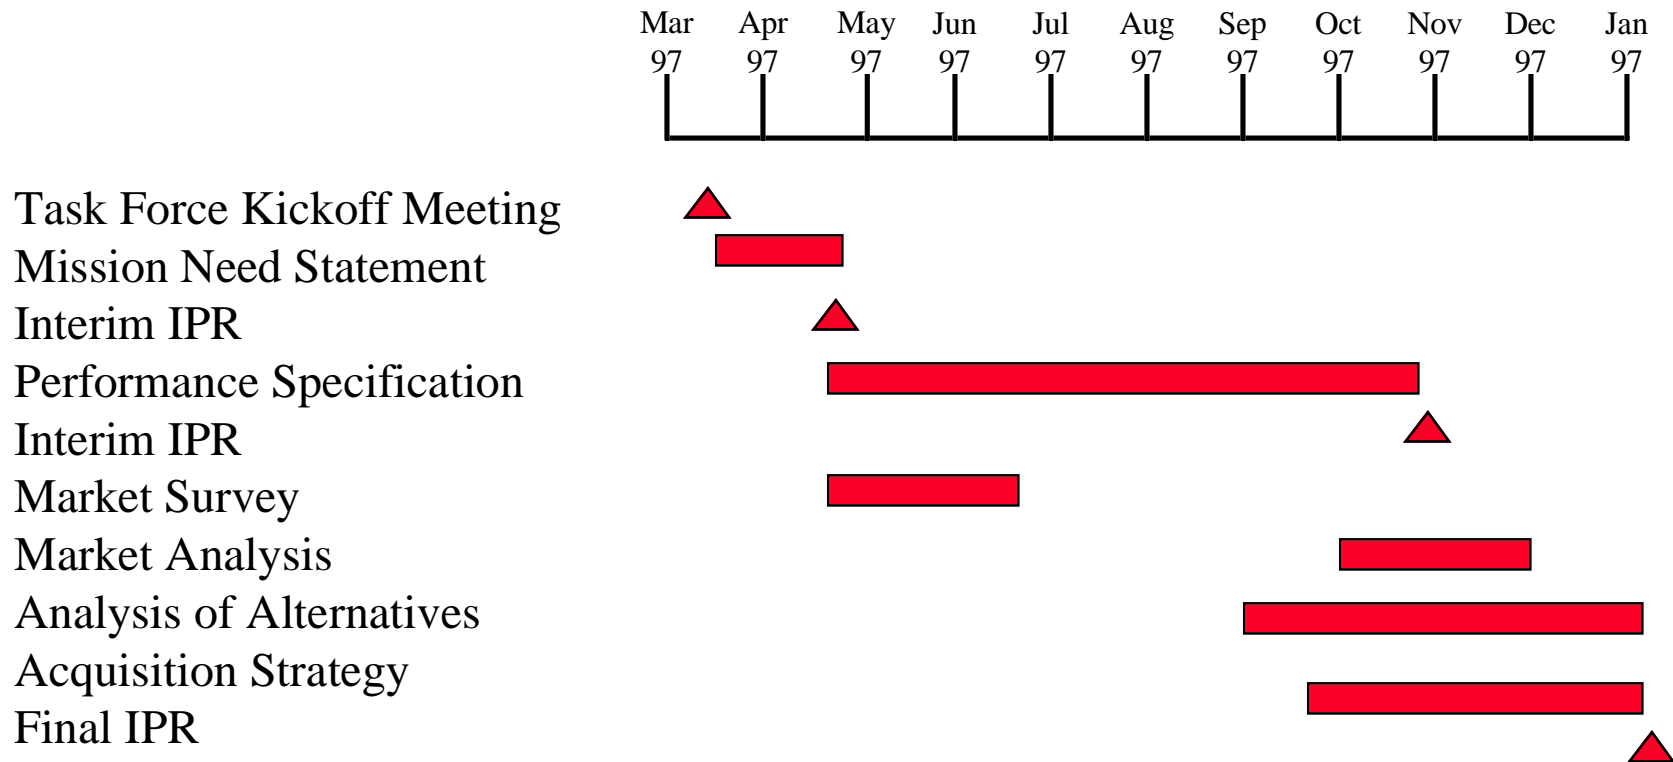 Mar Apr May Jun Jul Aug Sep Oct Nov Dec Jan
97 97 97 97 97 97 97 97 97 97 97
Task Force Kickoff Meeting
Mission Need Statement
Interim IPR
Performance Specification
Interim IPR
Market Survey
Market Analysis
Analysis of Alternatives
Acquisition Strategy
Final IPR